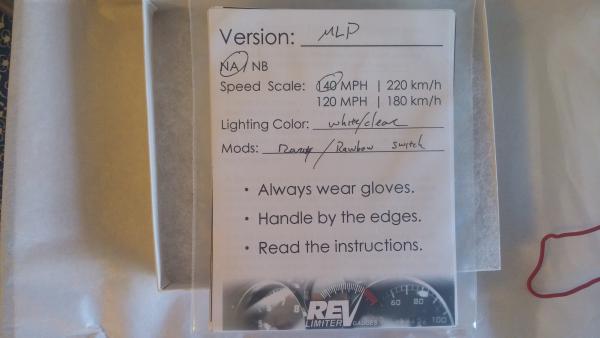 Version: MLP
NA / NB
Speed Scale: 140 MPH | 220 km/h
120 MPH | 180 km/h
Lighting Color: white/clear
Mods: / Rainbow switch
• Always wear gloves.
• Handle by the edges.
• Read the instructions.
60 80 100
REV
LIMITER GAUGES